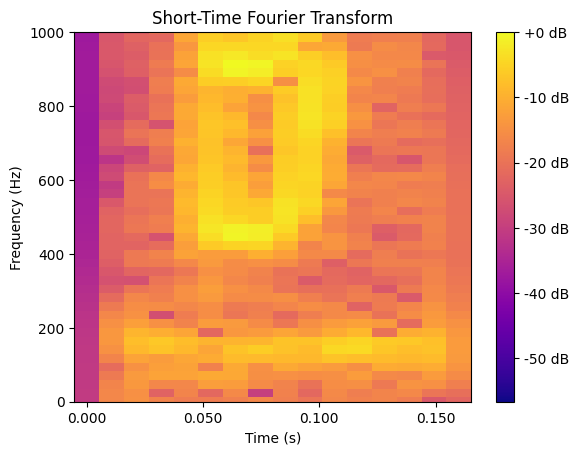 Short-Time Fourier Transform
1000
800
600
400
200
0
Frequency (Hz)
0.000
0.050
0.100
0.150
Time (s)
+0 dB
-10 dB
-20 dB
-30 dB
-40 dB
-50 dB